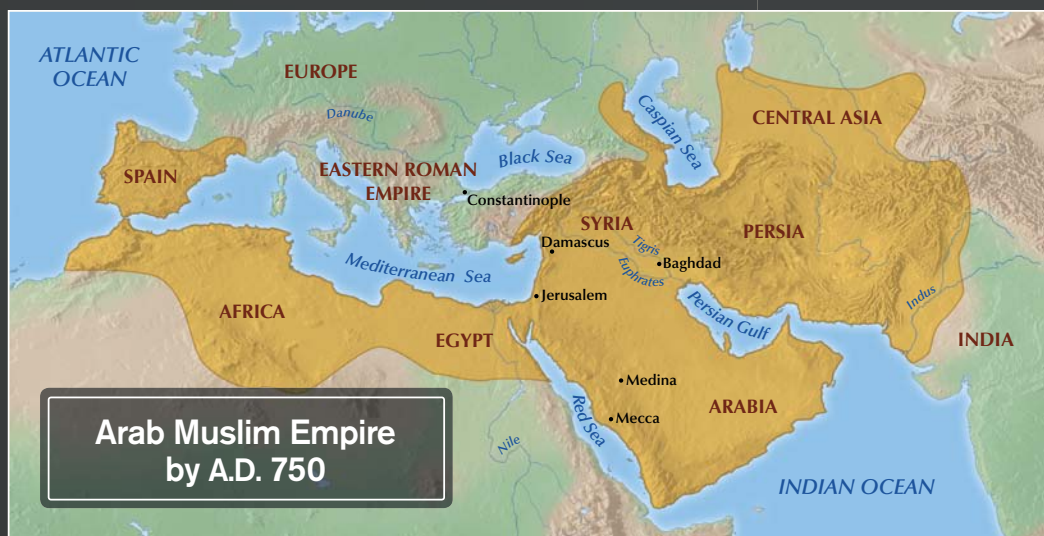 ATLANTIC
OCEAN
EUROPE
Danube
Caspian Sea
CENTRAL ASIA
Black Sea
SPAIN
EASTERN ROMAN
EMPIRE
Constantinople
SYRIA
PERSIA
Damascus
Tigris
Baghdad
Euphrates
Mediterranean Sea
Jerusalem
Persian Gulf
Indus
AFRICA
EGYPT
INDIA
Medina
ARABIA
Mecca
Red Sea
Nile
Arab Muslim Empire
by A.D. 750
INDIAN OCEAN